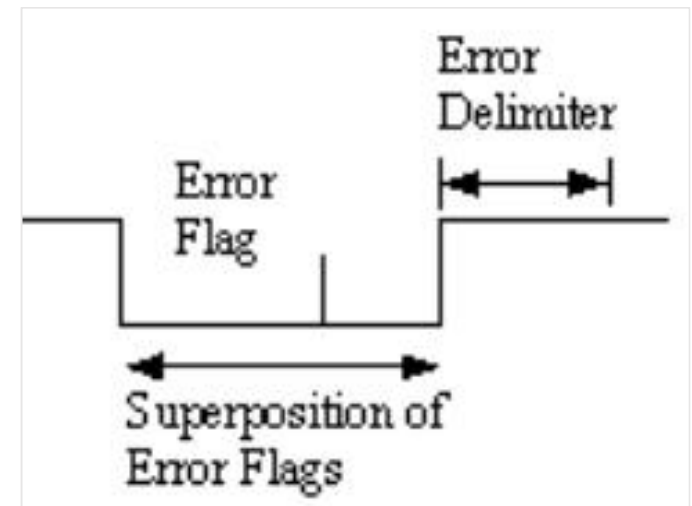 Error
Delimiter
Error
Flag
Superposition of
Error Flags